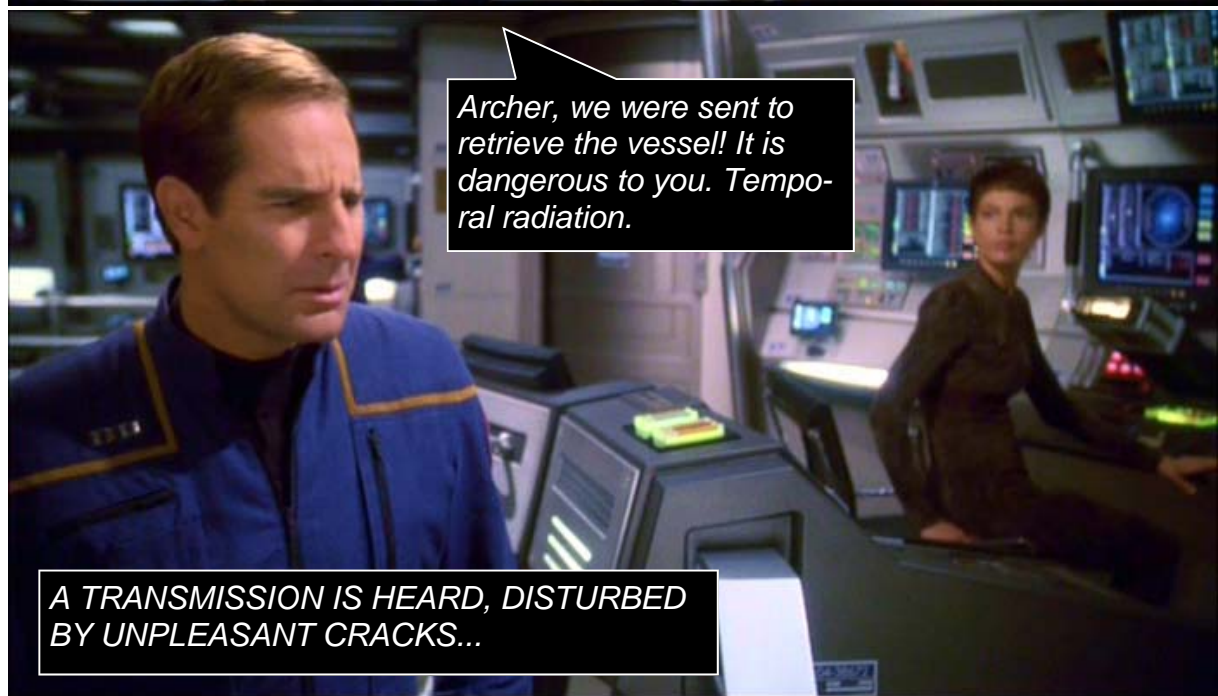 Archer, we were sent to
retrieve the vessel! It is
dangerous to you. Tempo-
ral radiation.
A TRANSMISSION IS HEARD, DISTURBED
BY UNPLEASANT CRACKS...